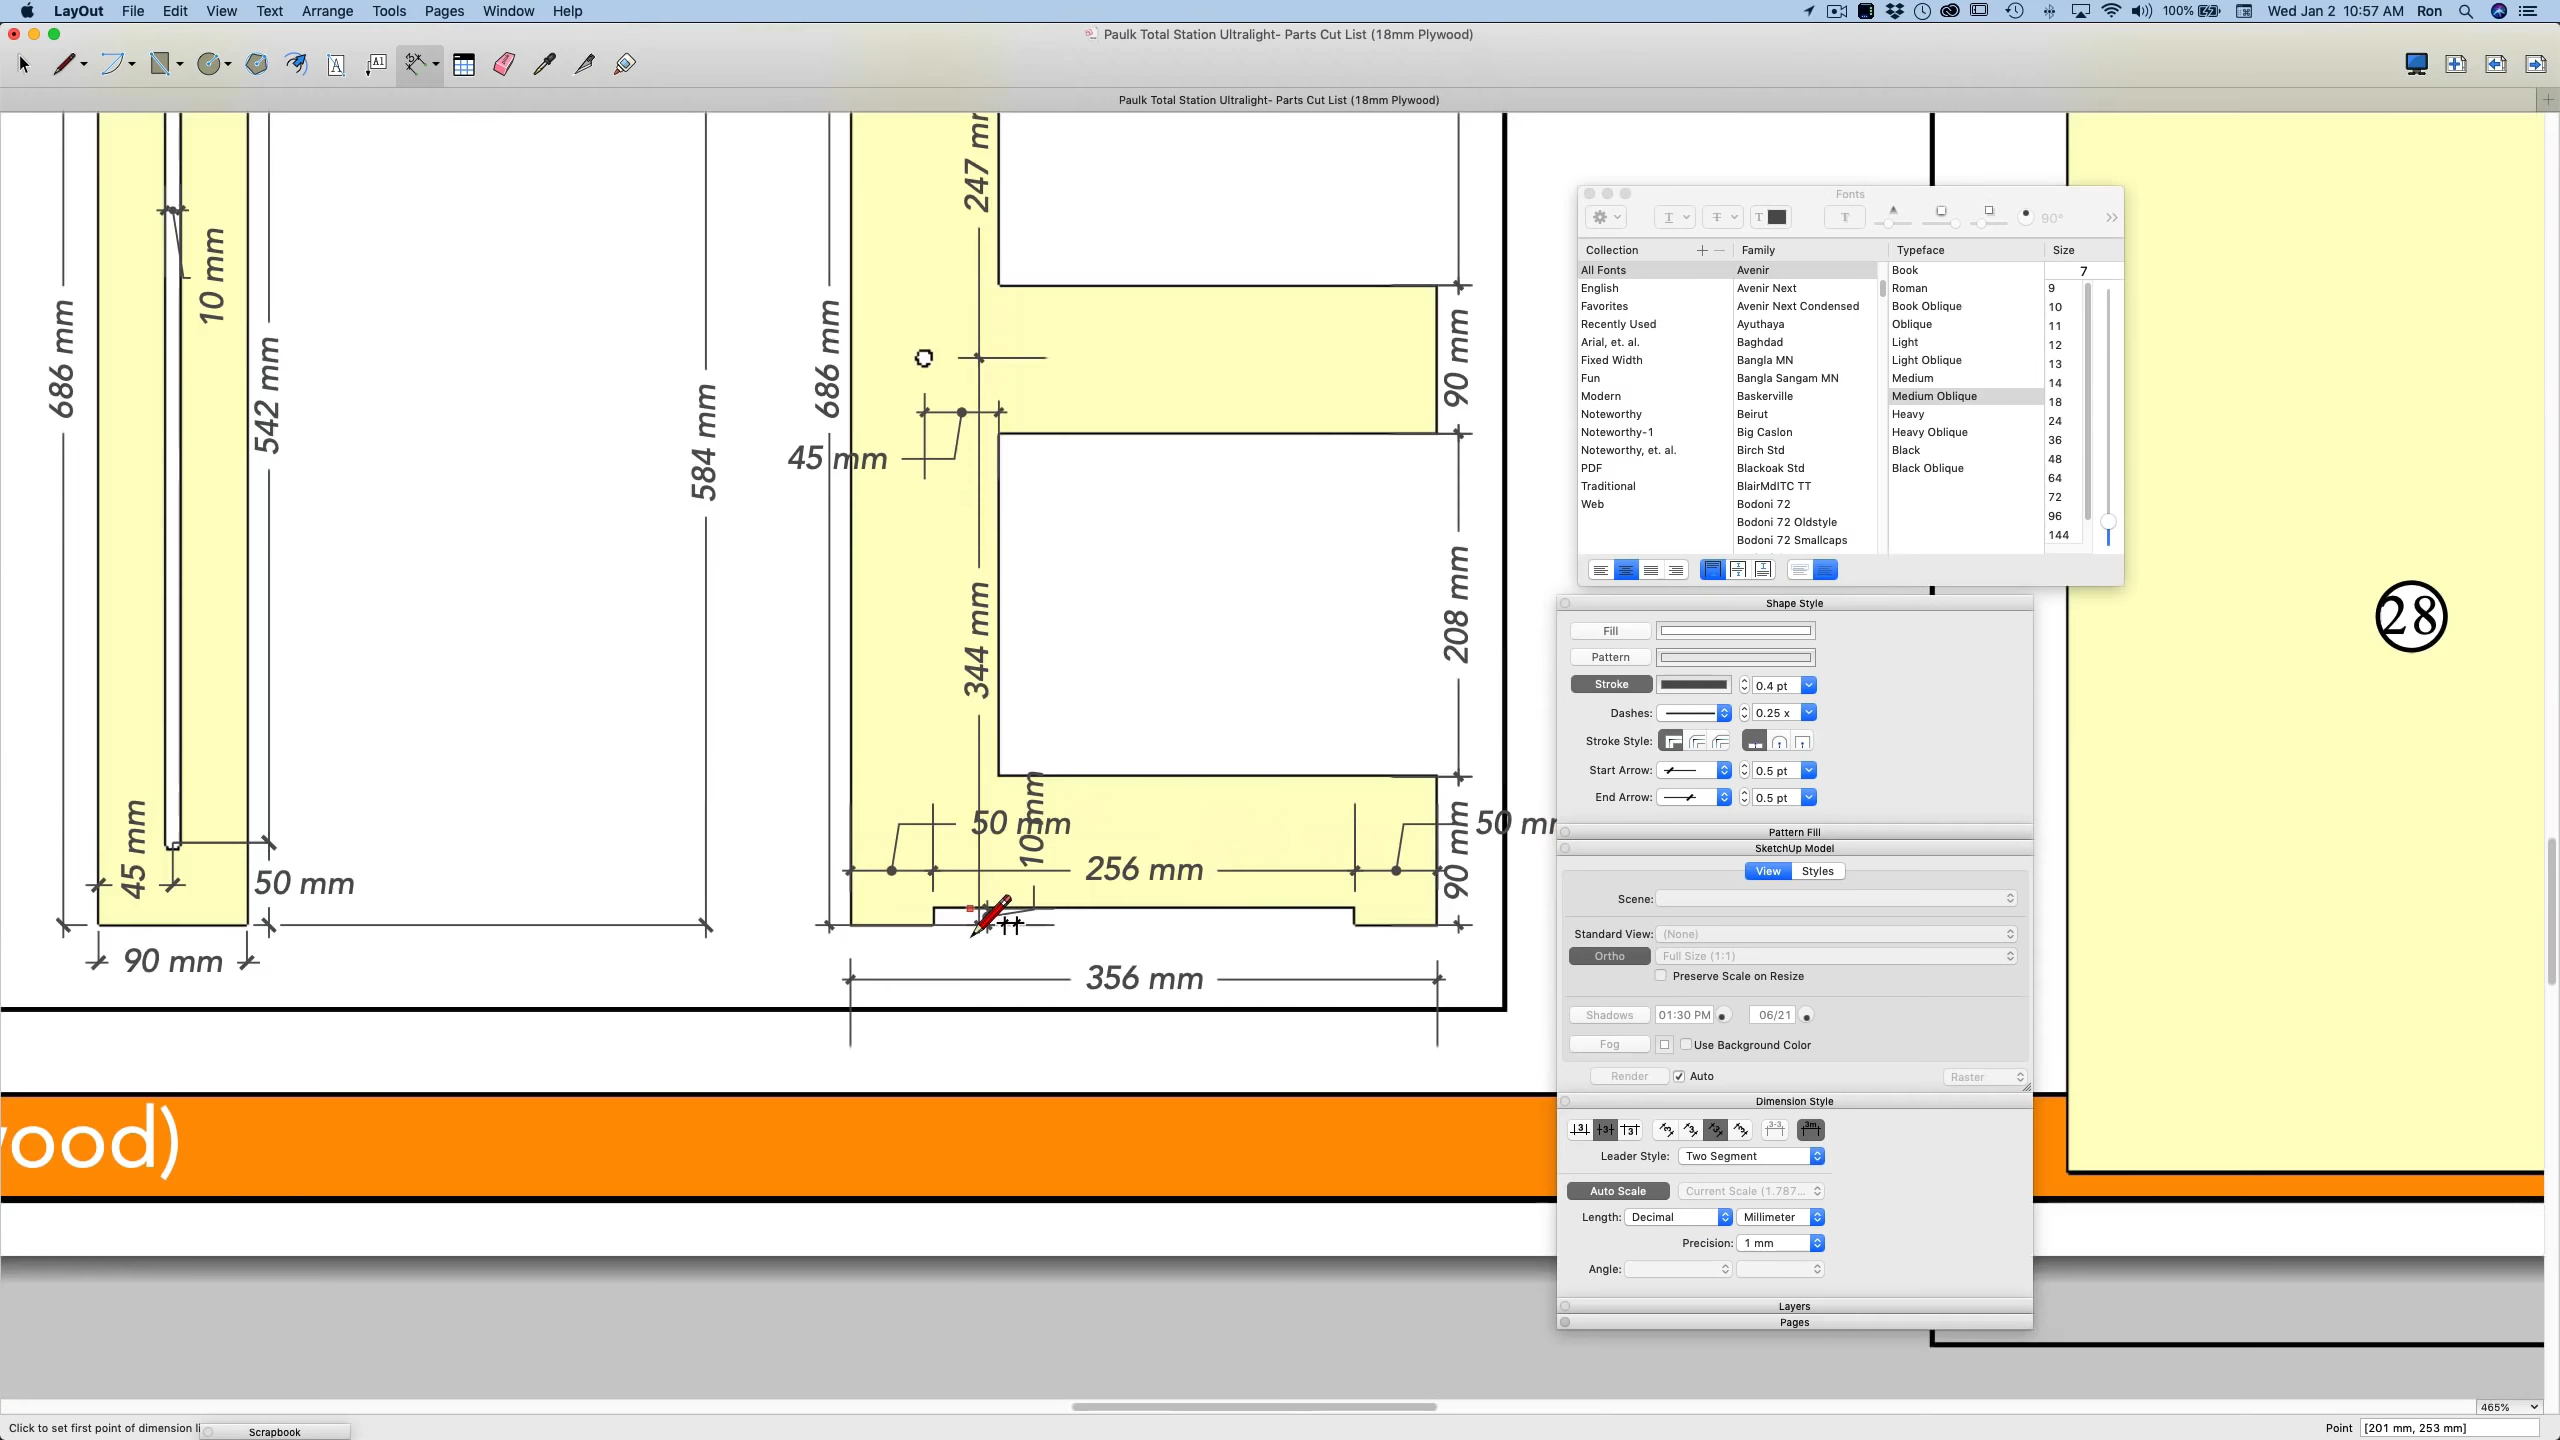 LayOut File Edit View Text Arrange Tools Pages Window Help 100% Wed Jan 2 10:57 AM Ron
Paulk Total Station Ultralight- Parts Cut List (18mm Plywood)
Paulk Total Station Ultralight- Parts Cut List (18mm Plywood)
686 mm
10 mm
542 mm
584 mm
686 mm
247 mm
45 mm
344 mm
90 mm
208 mm
90 mm
45 mm
50 mm
90 mm
50 mm
10 mm
256 mm
50 mm
356 mm
28
wood)
Fonts
T T T T 90°
Collection Family Typeface Size
All Fonts Avenir Book 7
English Avenir Next Roman 9
Favorites Avenir Next Condensed Book Oblique 10
Recently Used Ayuthaya Oblique 11
Arial, et. al. Baghdad Light 12
Fixed Width Bangla MN Light Oblique 13
Fun Bangla Sangam MN Medium 14
Modern Baskerville Medium Oblique 18
Noteworthy Beirut Heavy 24
Noteworthy-1 Big Caslon Heavy Oblique 36
Noteworthy, et. al. Birch Std Black 48
PDF Blackoak Std Black Oblique 64
Traditional BlairMdITC TT 72
Web Bodoni 72 96
Bodoni 72 Oldstyle 144
Bodoni 72 Smallcaps
Shape Style
Fill
Pattern
Stroke 0.4 pt
Dashes: 0.25 x
Stroke Style:
Start Arrow: 0.5 pt
End Arrow: 0.5 pt
Pattern Fill
SketchUp Model
View Styles
Scene:
Standard View: (None)
Ortho Full Size (1:1)
Preserve Scale on Resize
Shadows 01:30 PM 06/21
Fog Use Background Color
Render Auto Raster
Dimension Style
Leader Style: Two Segment
Auto Scale Current Scale (1.787...
Length: Decimal Millimeter
Precision: 1 mm
Angle:
Layers
Pages
465%
Click to set first point of dimension li Scrapbook Point [201 mm, 253 mm]